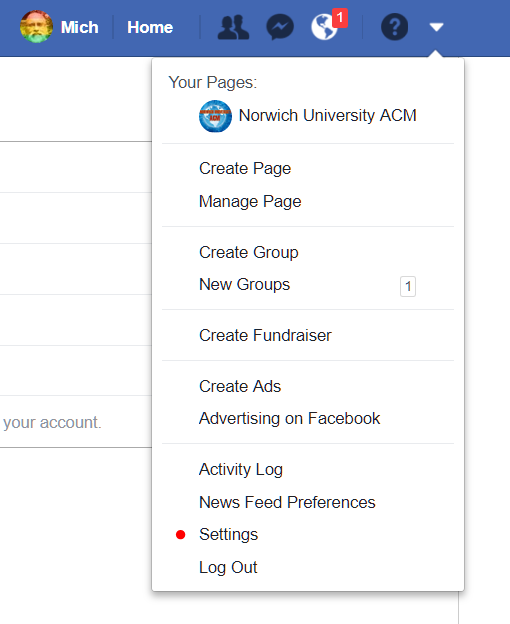 Mich Home 1
Your Pages:
Norwich University ACM
Create Page
Manage Page
Create Group
New Groups 1
Create Fundraiser
Create Ads
Advertising on Facebook
your account.
Activity Log
News Feed Preferences
Settings
Log Out